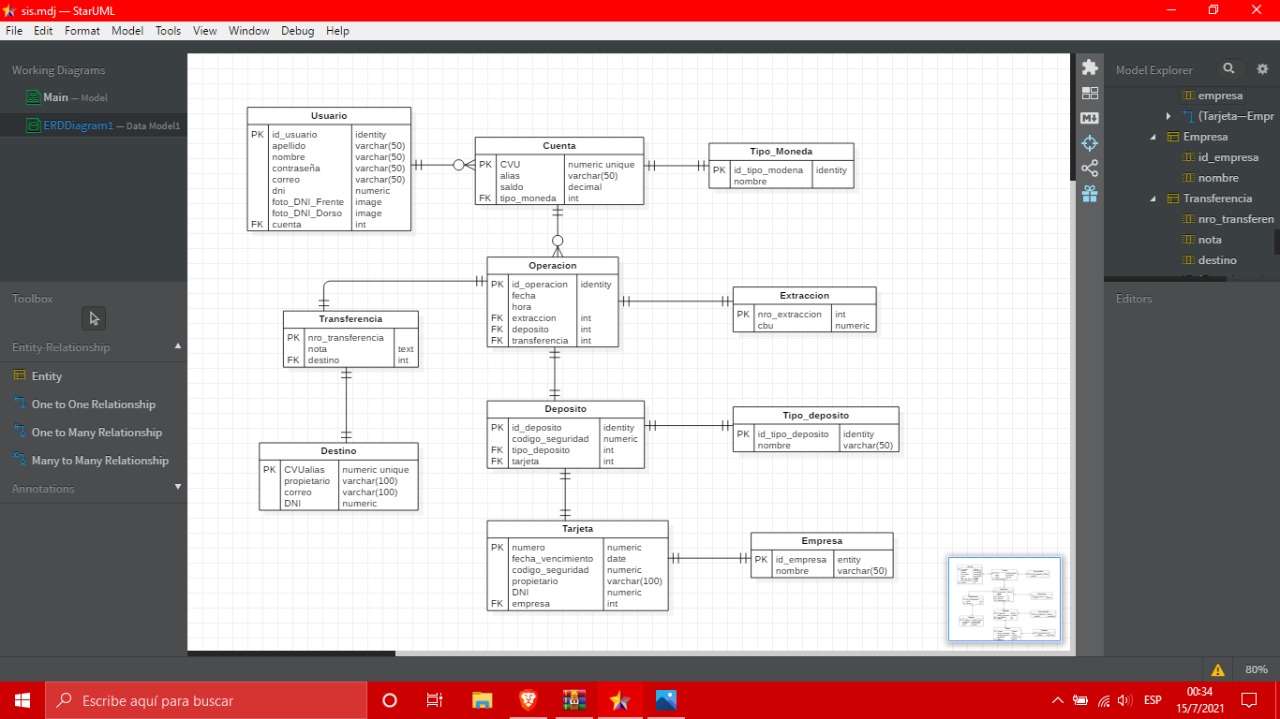 sis.mdj — StarUML
File Edit Format Model Tools View Window Debug Help
Working Diagrams
Main — Model
ERDDiagram1 — Data Model1
Toolbox
Entity-Relationship
Entity
One to One Relationship
One to Many Relationship
Many to Many Relationship
Annotations
Usuario
PK id_usuario identity
apellido varchar(50)
nombre varchar(50)
contraseña varchar(50)
correo varchar(50)
dni numeric
foto_DNI_Frente image
foto_DNI_Dorso image
FK cuenta int
Cuenta
PK CVU numeric unique
alias varchar(50)
saldo decimal
FK tipo_moneda int
Tipo_Moneda
PK id_tipo_modena identity
nombre
Operacion
PK id_operacion identity
fecha
hora
FK extraccion int
FK deposito int
FK transferencia int
Extraccion
PK nro_extraccion int
cbu numeric
Transferencia
PK nro_transferencia
nota text
FK destino int
Deposito
PK id_deposito identity
codigo_seguridad numeric
FK tipo_deposito int
FK tarjeta int
Tipo_deposito
PK id_tipo_deposito identity
nombre varchar(50)
Destino
PK CVUalias numeric unique
propietario varchar(100)
correo varchar(100)
DNI numeric
Tarjeta
PK numero numeric
fecha_vencimiento date
codigo_seguridad numeric
propietario varchar(100)
DNI numeric
FK empresa int
Empresa
PK id_empresa entity
nombre varchar(50)
M
Model Explorer
empresa
(Tarjeta—Empr
Empresa
id_empresa
nombre
Transferencia
nro_transferen
nota
destino
Editors
80%
Escribe aquí para buscar
ESP
00:34
15/7/2021